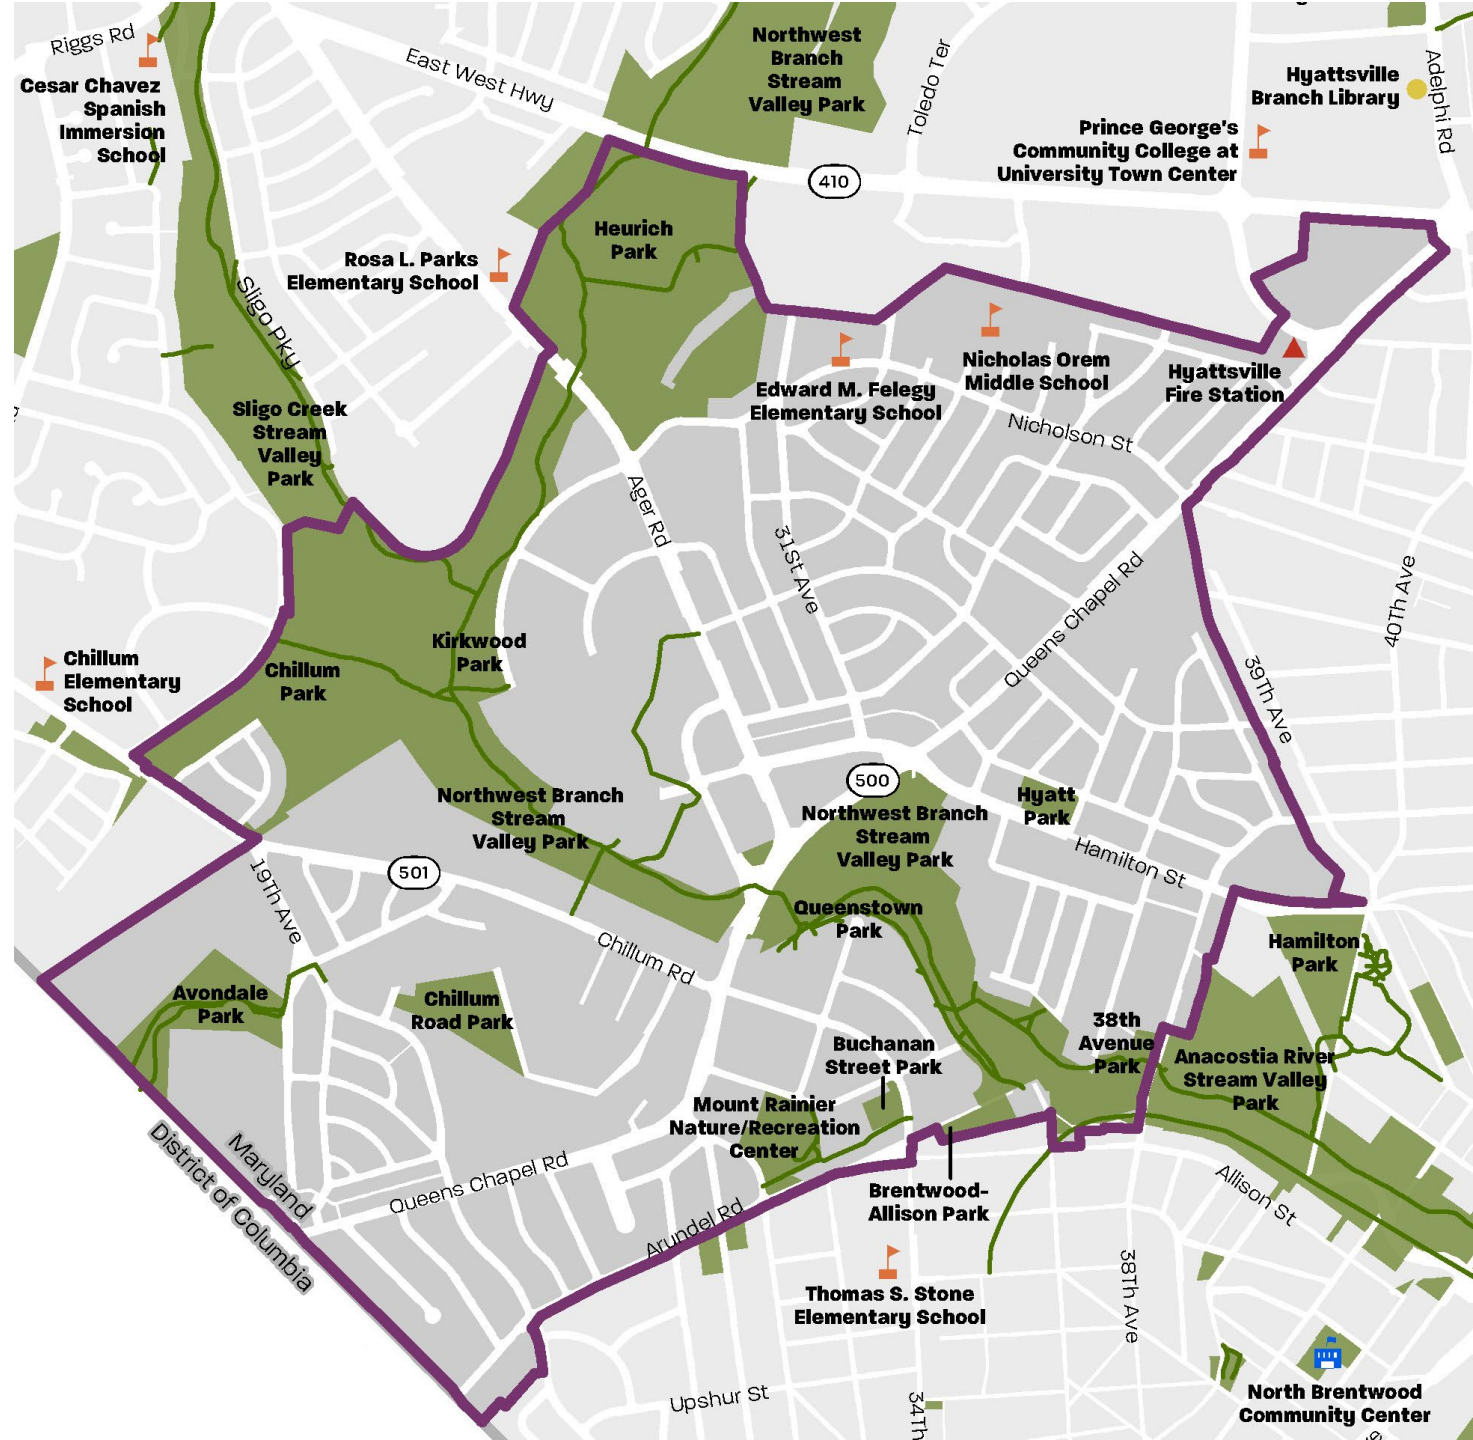 Riggs Rd
Cesar Chavez
Spanish
Immersion
School
East West Hwy
Northwest
Branch
Stream
Valley Park
Toledo Ter
Hyattsville
Branch Library
Adelphi Rd
Prince George's
Community College at
University Town Center
410
Heurich
Park
Rosa L. Parks
Elementary School
Sligo Pky
Nicholas Orem
Middle School
Hyattsville
Fire Station
Edward M. Felegy
Elementary School
Sligo Creek
Stream
Valley
Park
Nicholson St
Ager Rd
31St Ave
Queens Chapel Rd
40Th Ave
Kirkwood
Park
Chillum
Park
Chillum
Elementary
School
39Th Ave
500
Northwest Branch
Stream
Valley Park
Northwest Branch
Stream
Valley Park
Hyatt
Park
Hamilton St
501
19Th Ave
Queenstown
Park
Chillum Rd
Hamilton
Park
Avondale
Park
Chillum
Road Park
38th
Avenue
Park
Buchanan
Street Park
Anacostia River
Stream Valley
Park
Mount Rainier
Nature/Recreation
Center
Maryland
District of Columbia
Queens Chapel Rd
Arundel Rd
Brentwood-
Allison Park
Allison St
Thomas S. Stone
Elementary School
38Th Ave
Upshur St
34Th
North Brentwood
Community Center